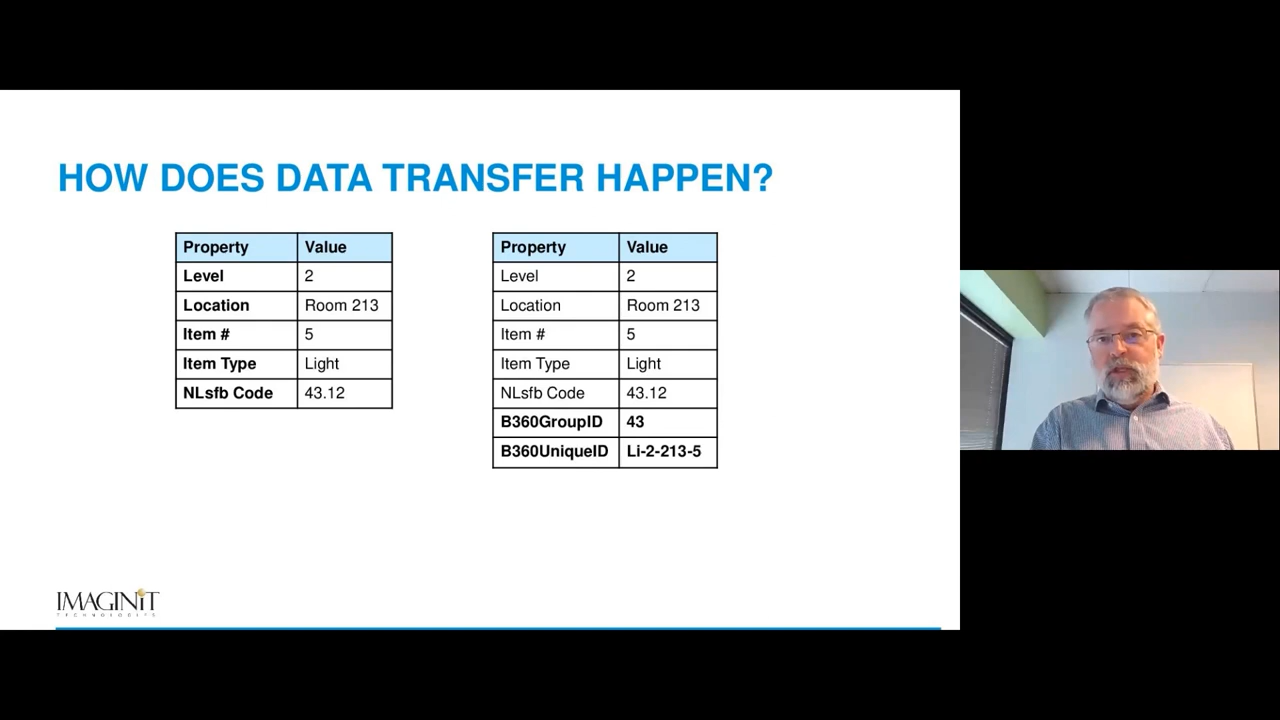 HOW DOES DATA TRANSFER HAPPEN?
Property Value
Level 2
Location Room 213
Item # 5
Item Type Light
NLsfb Code 43.12
Property Value
Level 2
Location Room 213
Item # 5
Item Type Light
NLsfb Code 43.12
B360GroupID 43
B360UniqueID Li-2-213-5
IMAGINiT
TECHNOLOGIES